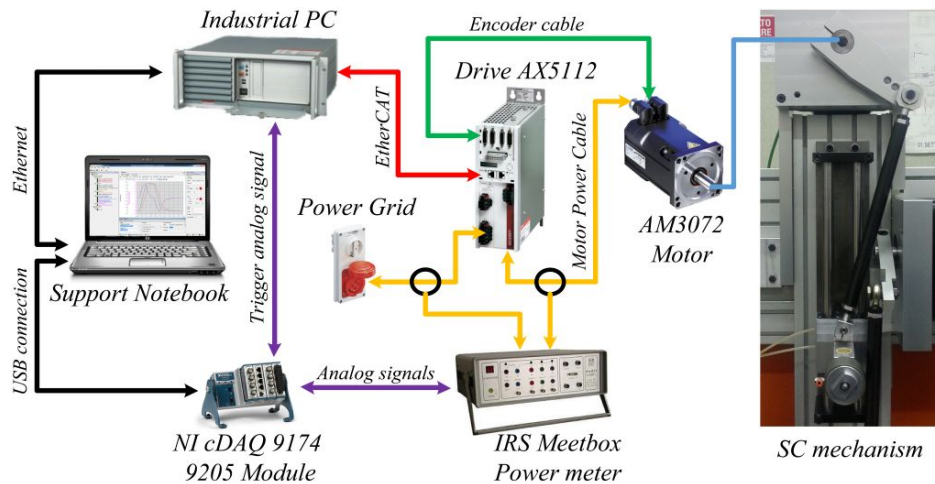 Industrial PC
Encoder cable
Drive AX5112
Ethernet
EtherCAT
Motor Power Cable
Trigger analog signal
Power Grid
AM3072
Motor
Support Notebook
USB connection
Analog signals
NI cDAQ 9174
9205 Module
IRS Meetbox
Power meter
SC mechanism